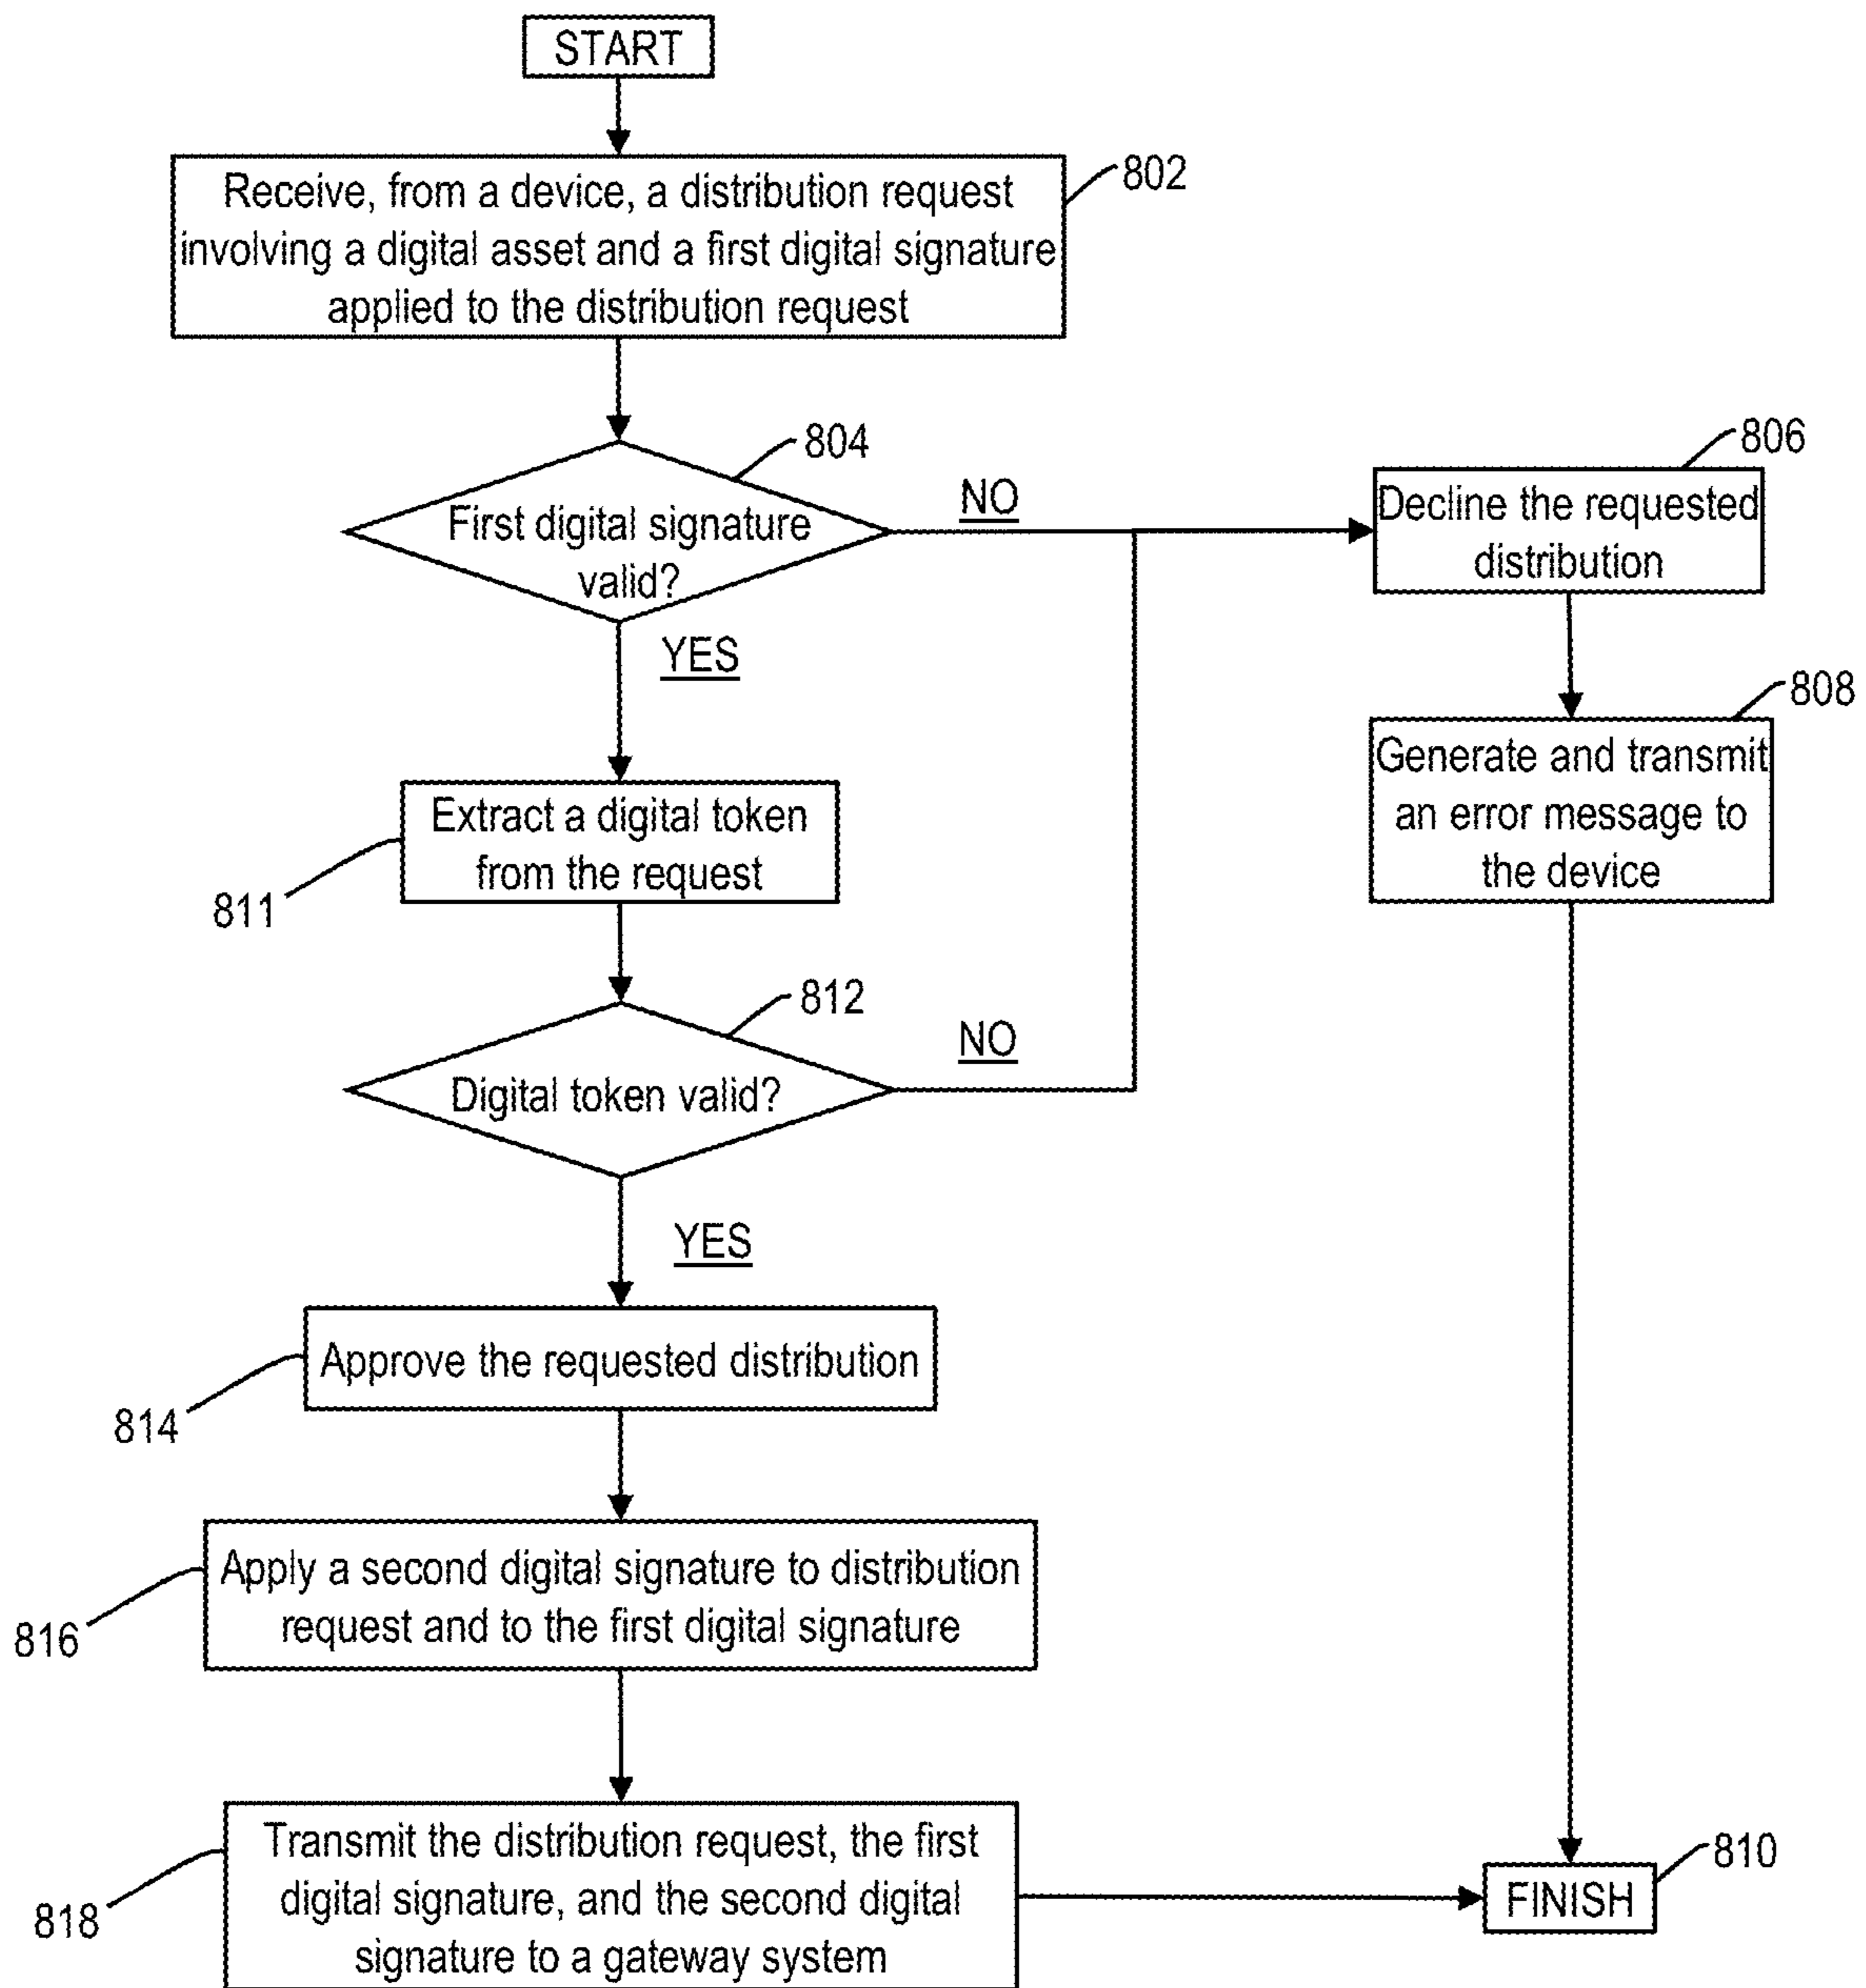 START
Receive, from a device, a distribution request
involving a digital asset and a first digital signature
applied to the distribution request
802
804
First digital signature
valid?
NO
YES
806
Decline the requested
distribution
808
Generate and transmit
an error message to
the device
Extract a digital token
from the request
811
812
Digital token valid?
NO
YES
Approve the requested distribution
814
Apply a second digital signature to distribution
request and to the first digital signature
816
Transmit the distribution request, the first
digital signature, and the second digital
signature to a gateway system
818
810
FINISH